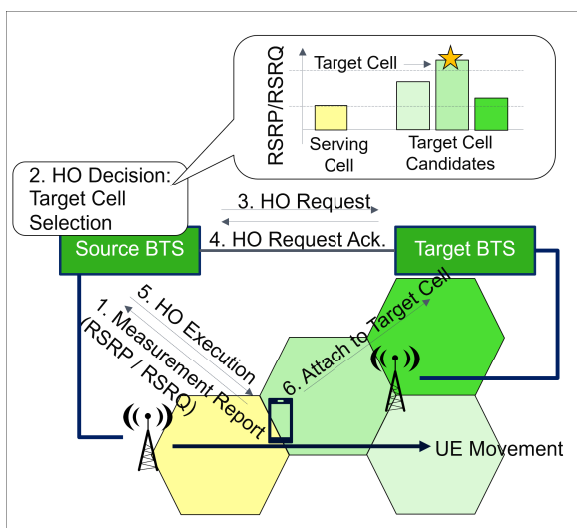 RSRP/RSRQ
Target Cell
Serving
Cell
Target Cell
Candidates
2. HO Decision:
Target Cell
Selection
3. HO Request
4. HO Request Ack.
Source BTS
Target BTS
5. HO Execution
1. Measurement Report
(RSRP / RSRQ)
6. Attach to Target Cell
UE Movement